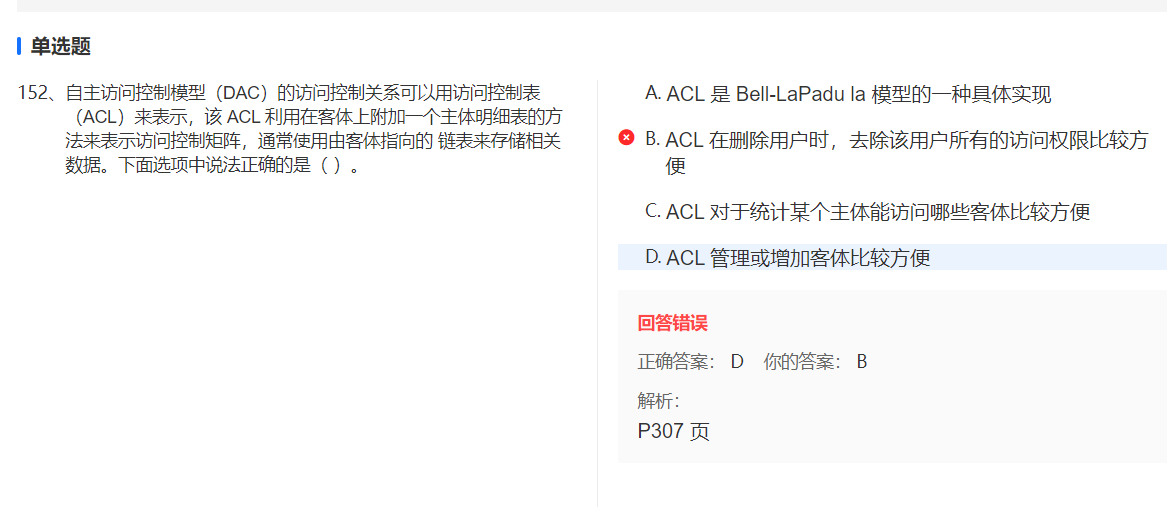 单选题
152、自主访问控制模型（DAC）的访问控制关系可以用访问控制表
（ACL）来表示，该 ACL 利用在客体上附加一个主体明细表的方
法来表示访问控制矩阵，通常使用由客体指向的 链表来存储相关
数据。下面选项中说法正确的是（ ）。
A. ACL 是 Bell-LaPadu la 模型的一种具体实现
B. ACL 在删除用户时，去除该用户所有的访问权限比较方
便
C. ACL 对于统计某个主体能访问哪些客体比较方便
D. ACL 管理或增加客体比较方便
回答错误
正确答案： D 你的答案： B
解析：
P307 页